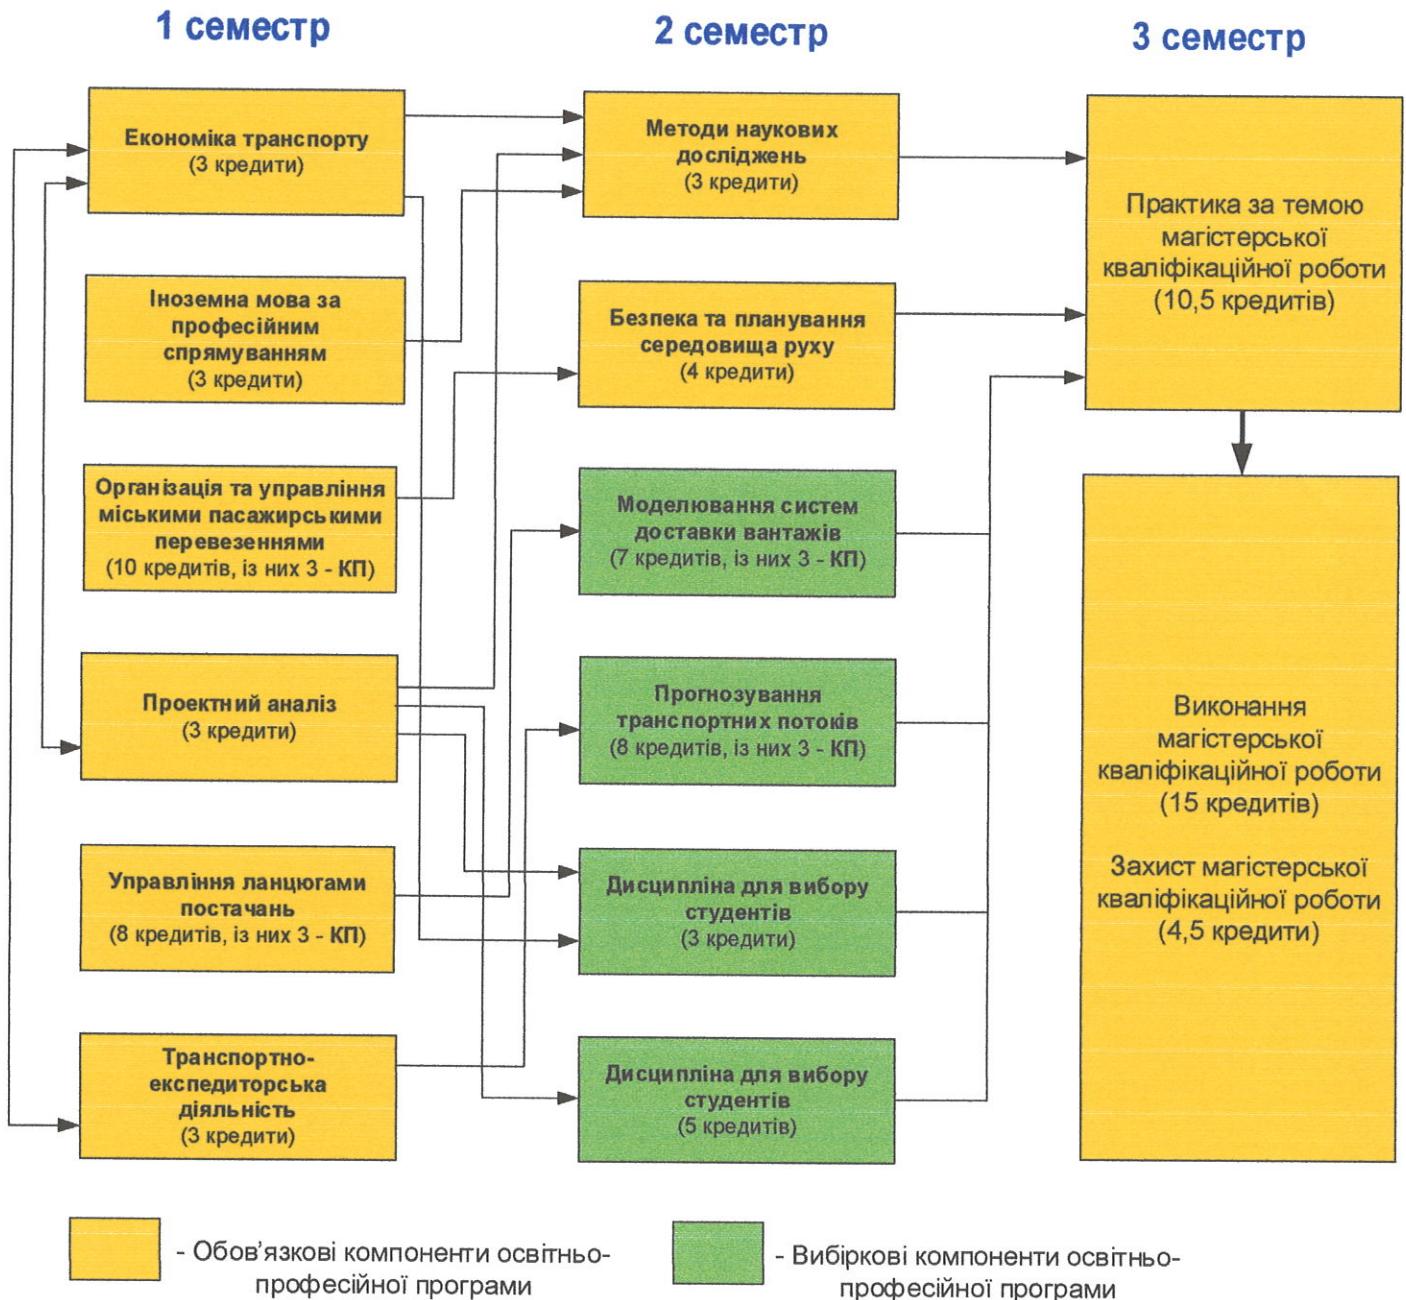 1 семестр
2 семестр
3 семестр
Економіка транспорту
(3 кредити)
Іноземна мова за
професійним
спрямуванням
(3 кредити)
Організація та управління
міськими пасажирськими
перевезеннями
(10 кредитів, із них 3 - КП)
Проектний аналіз
(3 кредити)
Управління ланцюгами
постачань
(8 кредитів, із них 3 - КП)
Транспортно-
експедиторська
діяльність
(3 кредити)
Методи наукових
досліджень
(3 кредити)
Безпека та планування
середовища руху
(4 кредити)
Моделювання систем
доставки вантажів
(7 кредитів, із них 3 - КП)
Прогнозування
транспортних потоків
(8 кредитів, із них 3 - КП)
Дисципліна для вибору
студентів
(3 кредити)
Дисципліна для вибору
студентів
(5 кредитів)
Практика за темою
магістерської
кваліфікаційної роботи
(10,5 кредитів)
Виконання
магістерської
кваліфікаційної роботи
(15 кредитів)
Захист магістерської
кваліфікаційної роботи
(4,5 кредити)
- Обов’язкові компоненти освітньо-
професійної програми
- Вибіркові компоненти освітньо-
професійної програми